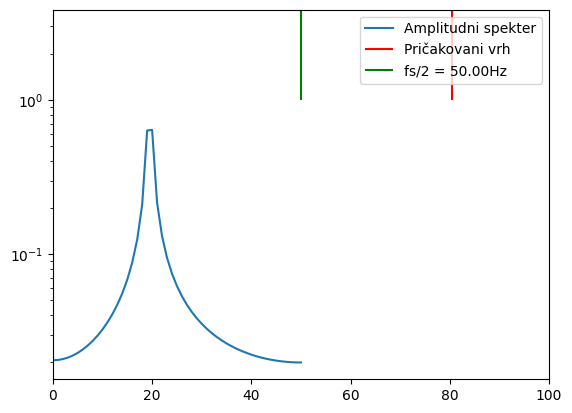 Amplitudni spekter
Pričakovani vrh
fs/2 = 50.00Hz
10⁰
10⁻¹
0 20 40 60 80 100